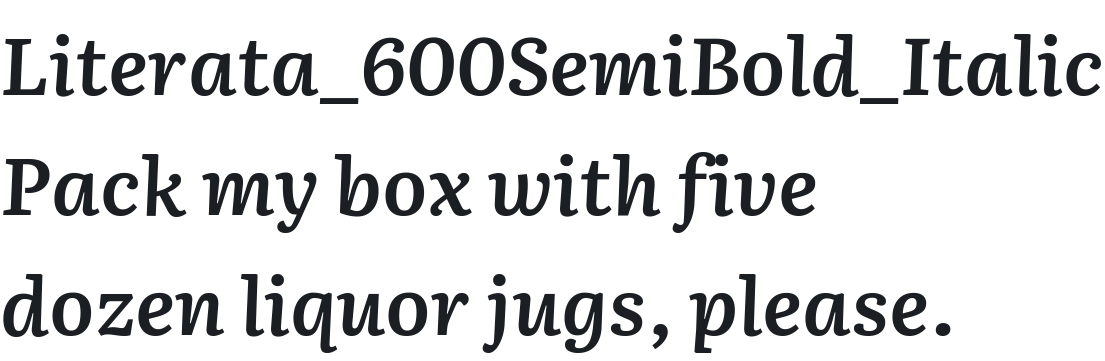 Literata_600SemiBold_Italic
Pack my box with five
dozen liquor jugs, please.